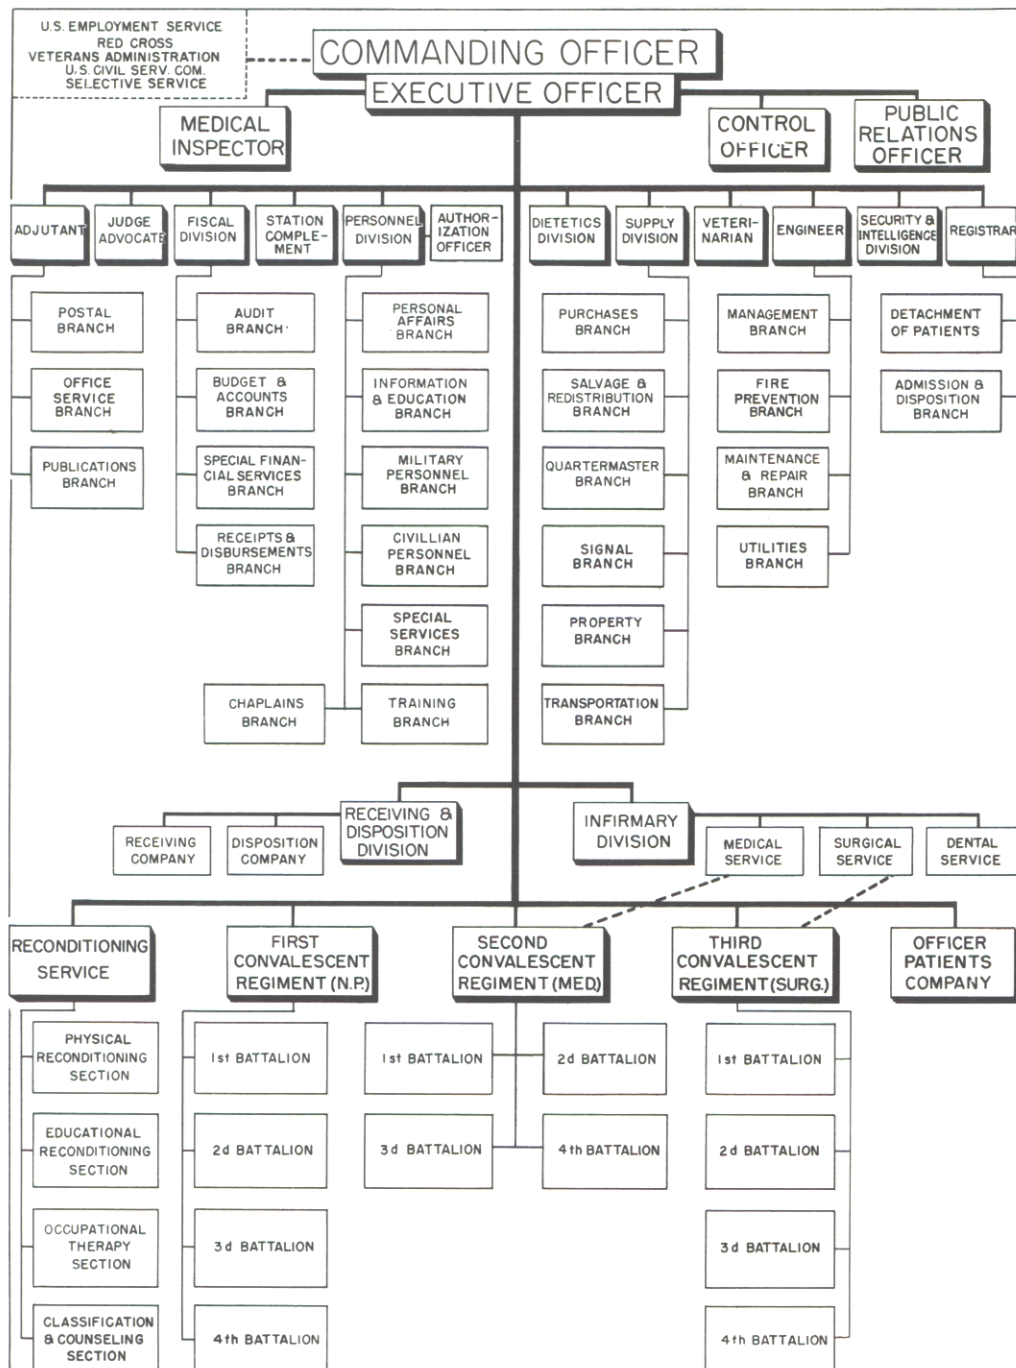 U.S. EMPLOYMENT SERVICE
RED CROSS
VETERANS ADMINISTRATION
U.S. CIVIL SERV. COM.
SELECTIVE SERVICE
COMMANDING OFFICER
EXECUTIVE OFFICER
MEDICAL
INSPECTOR
CONTROL
OFFICER
PUBLIC
RELATIONS
OFFICER
ADJUTANT
JUDGE
ADVOCATE
FISCAL
DIVISION
STATION
COMPLE-
MENT
PERSONNEL
DIVISION
AUTHOR-
IZATION
OFFICER
DIETETICS
DIVISION
SUPPLY
DIVISION
VETERI-
NARIAN
ENGINEER
SECURITY &
INTELLIGENCE
DIVISION
REGISTRAR
POSTAL
BRANCH
OFFICE
SERVICE
BRANCH
PUBLICATIONS
BRANCH
AUDIT
BRANCH
BUDGET &
ACCOUNTS
BRANCH
SPECIAL FINAN-
CIAL SERVICES
BRANCH
RECEIPTS &
DISBURSEMENTS
BRANCH
PERSONAL
AFFAIRS
BRANCH
INFORMATION
& EDUCATION
BRANCH
MILITARY
PERSONNEL
BRANCH
CIVILLIAN
PERSONNEL
BRANCH
SPECIAL
SERVICES
BRANCH
CHAPLAINS
BRANCH
TRAINING
BRANCH
PURCHASES
BRANCH
SALVAGE &
REDISTRIBUTION
BRANCH
QUARTERMASTER
BRANCH
SIGNAL
BRANCH
PROPERTY
BRANCH
TRANSPORTATION
BRANCH
MANAGEMENT
BRANCH
FIRE
PREVENTION
BRANCH
MAINTENANCE
& REPAIR
BRANCH
UTILITIES
BRANCH
DETACHMENT
OF PATIENTS
ADMISSION &
DISPOSITION
BRANCH
RECEIVING
COMPANY
DISPOSITION
COMPANY
RECEIVING &
DISPOSITION
DIVISION
INFIRMARY
DIVISION
MEDICAL
SERVICE
SURGICAL
SERVICE
DENTAL
SERVICE
RECONDITIONING
SERVICE
FIRST
CONVALESCENT
REGIMENT (N.P.)
SECOND
CONVALESCENT
REGIMENT (MED.)
THIRD
CONVALESCENT
REGIMENT (SURG.)
OFFICER
PATIENTS
COMPANY
PHYSICAL
RECONDITIONING
SECTION
EDUCATIONAL
RECONDITIONING
SECTION
OCCUPATIONAL
THERAPY
SECTION
CLASSIFICATION
& COUNSELING
SECTION
1st BATTALION
2d BATTALION
3d BATTALION
4th BATTALION
1st BATTALION
2d BATTALION
3d BATTALION
4th BATTALION
1st BATTALION
2d BATTALION
3d BATTALION
4th BATTALION